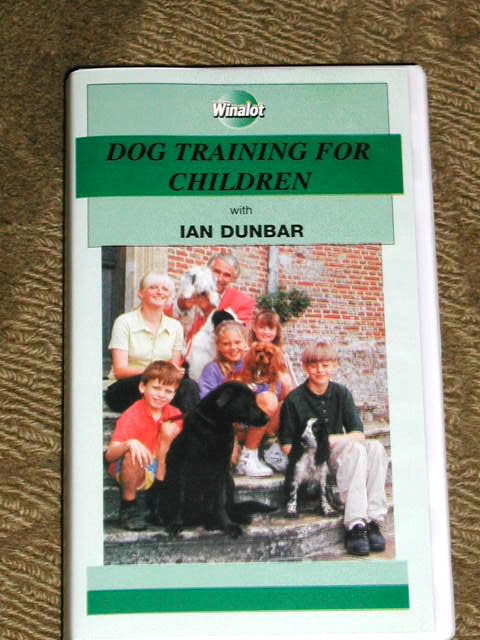 Winalot
DOG TRAINING FOR
CHILDREN
with
IAN DUNBAR